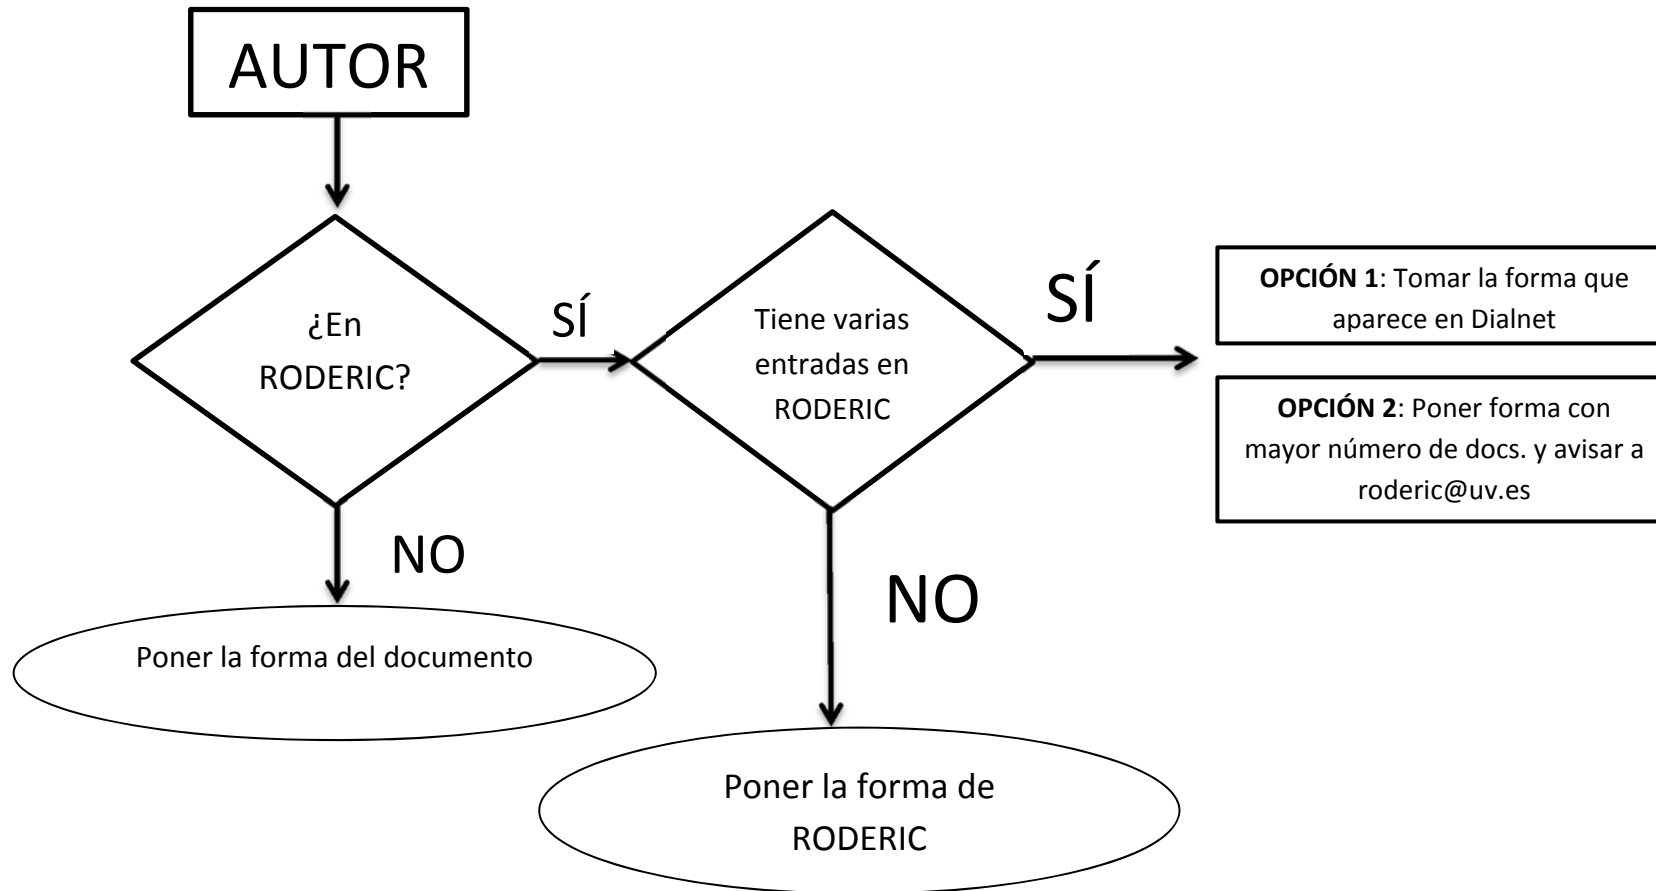 AUTOR
¿En
RODERIC?
SÍ
Tiene varias
entradas en
RODERIC
SÍ
OPCIÓN 1: Tomar la forma que
aparece en Dialnet
OPCIÓN 2: Poner forma con
mayor número de docs. y avisar a
roderic@uv.es
NO
Poner la forma del documento
NO
Poner la forma de
RODERIC